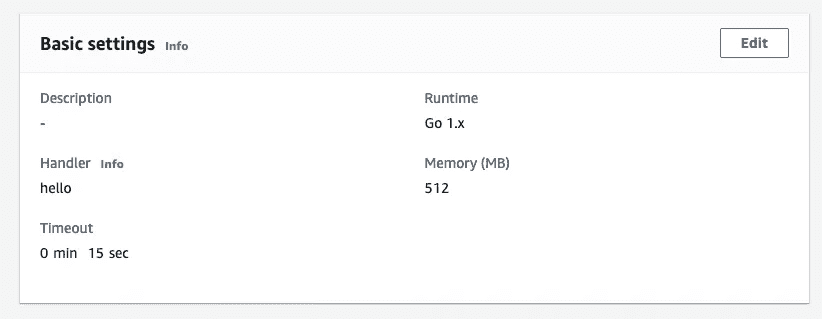 Basic settings Info
Edit
Description
-
Runtime
Go 1.x
Handler Info
hello
Memory (MB)
512
Timeout
0 min 15 sec